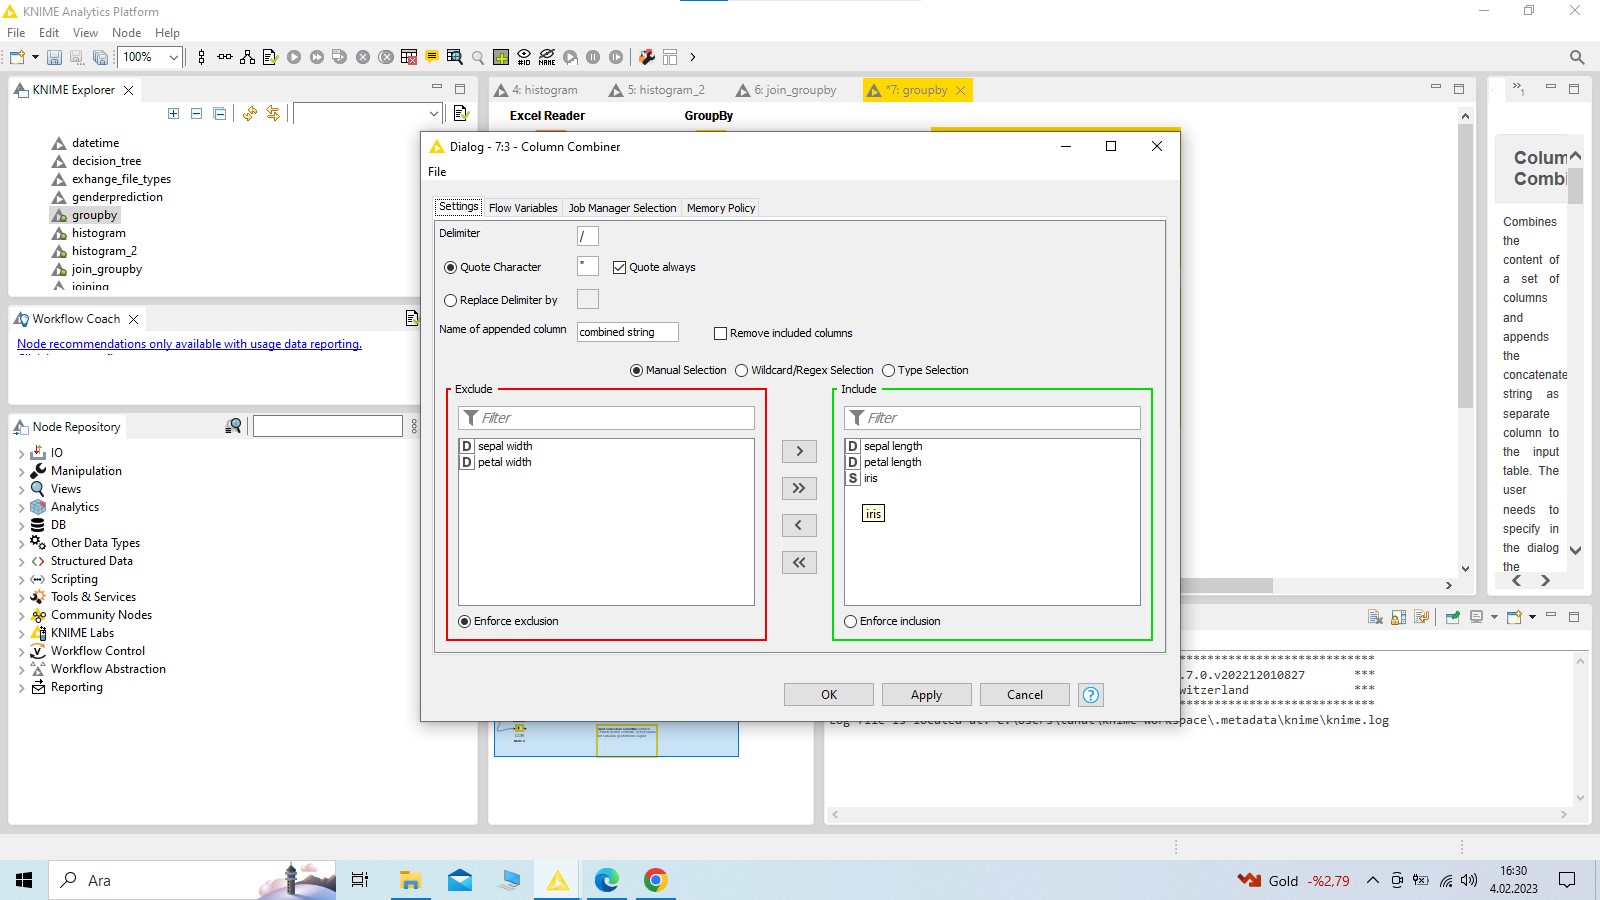 KNIME Analytics Platform
File Edit View Node Help
100%
#ID NAME
KNIME Explorer
datetime
decision_tree
exhange_file_types
genderprediction
groupby
histogram
histogram_2
join_groupby
joining
Workflow Coach
Node recommendations only available with usage data reporting.
Node Repository
IO
Manipulation
Views
Analytics
DB
Other Data Types
Structured Data
Scripting
Tools & Services
Community Nodes
KNIME Labs
Workflow Control
Workflow Abstraction
Reporting
4: histogram 5: histogram_2 6: join_groupby *7: groupby
Excel Reader GroupBy
Dialog - 7:3 - Column Combiner
File
Settings Flow Variables Job Manager Selection Memory Policy
Delimiter /
Quote Character " Quote always
Replace Delimiter by
Name of appended column combined string Remove included columns
Manual Selection Wildcard/Regex Selection Type Selection
Exclude
Filter
D sepal width
D petal width
Enforce exclusion
> 
>>
<
<<
Include
Filter
D sepal length
D petal length
S iris
iris
Enforce inclusion
OK Apply Cancel ?
»1
Colum
Combi
Combines
the
content of
a set of
columns
and
appends
the
concatenate
string as
separate
column to
the input
table. The
user
needs to
specify in
the dialog
the
****************************
.7.0.v202212010827 ***
witzerland ***
****************************
Log file is located at: C:\Users\tunat\knime-workspace\.metadata\knime\knime.log
Ara
Gold -%2,79
16:30
4.02.2023